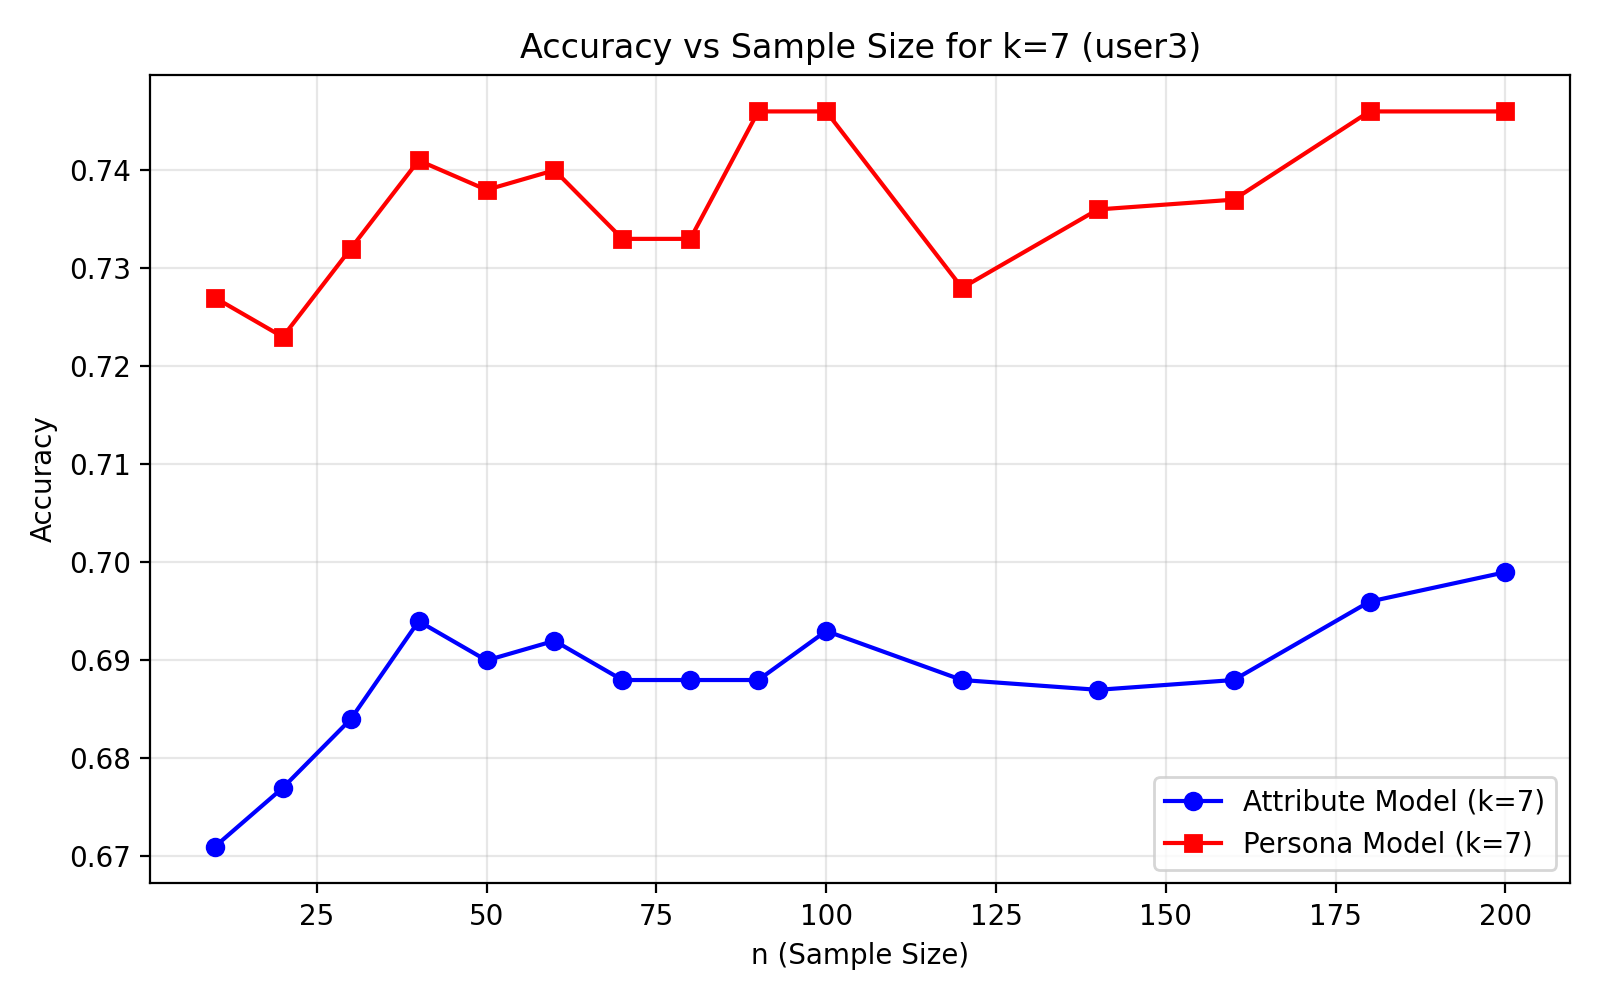 Accuracy vs Sample Size for k=7 (user3)
Accuracy
0.74
0.73
0.72
0.71
0.70
0.69
0.68
0.67
Attribute Model (k=7)
Persona Model (k=7)
25 50 75 100 125 150 175 200
n (Sample Size)